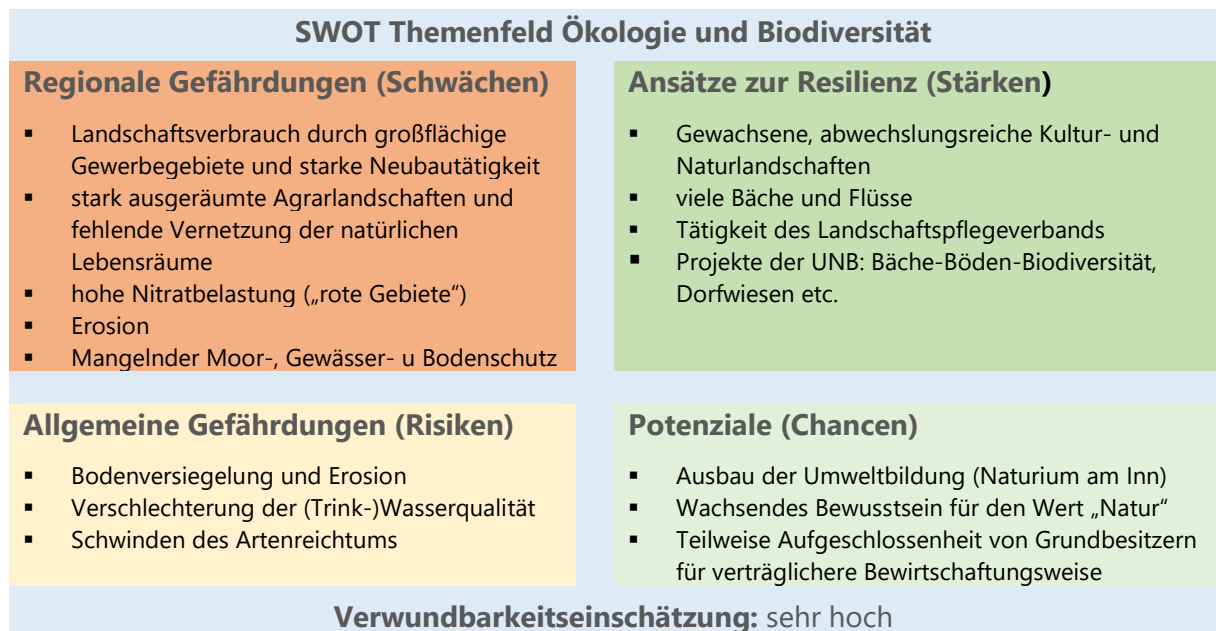 SWOT Themenfeld Ökologie und Biodiversität
Regionale Gefährdungen (Schwächen)
▪ Landschaftsverbrauch durch großflächige
Gewerbegebiete und starke Neubautätigkeit
▪ stark ausgeräumte Agrarlandschaften und
fehlende Vernetzung der natürlichen
Lebensräume
▪ hohe Nitratbelastung („rote Gebiete“)
▪ Erosion
▪ Mangelnder Moor-, Gewässer- u Bodenschutz
Ansätze zur Resilienz (Stärken)
▪ Gewachsene, abwechslungsreiche Kultur- und
Naturlandschaften
▪ viele Bäche und Flüsse
▪ Tätigkeit des Landschaftspflegeverbands
▪ Projekte der UNB: Bäche-Böden-Biodiversität,
Dorfwiesen etc.
Allgemeine Gefährdungen (Risiken)
▪ Bodenversiegelung und Erosion
▪ Verschlechterung der (Trink-)Wasserqualität
▪ Schwinden des Artenreichtums
Potenziale (Chancen)
▪ Ausbau der Umweltbildung (Naturium am Inn)
▪ Wachsendes Bewusstsein für den Wert „Natur“
▪ Teilweise Aufgeschlossenheit von Grundbesitzern
für verträglichere Bewirtschaftungsweise
Verwundbarkeitseinschätzung: sehr hoch